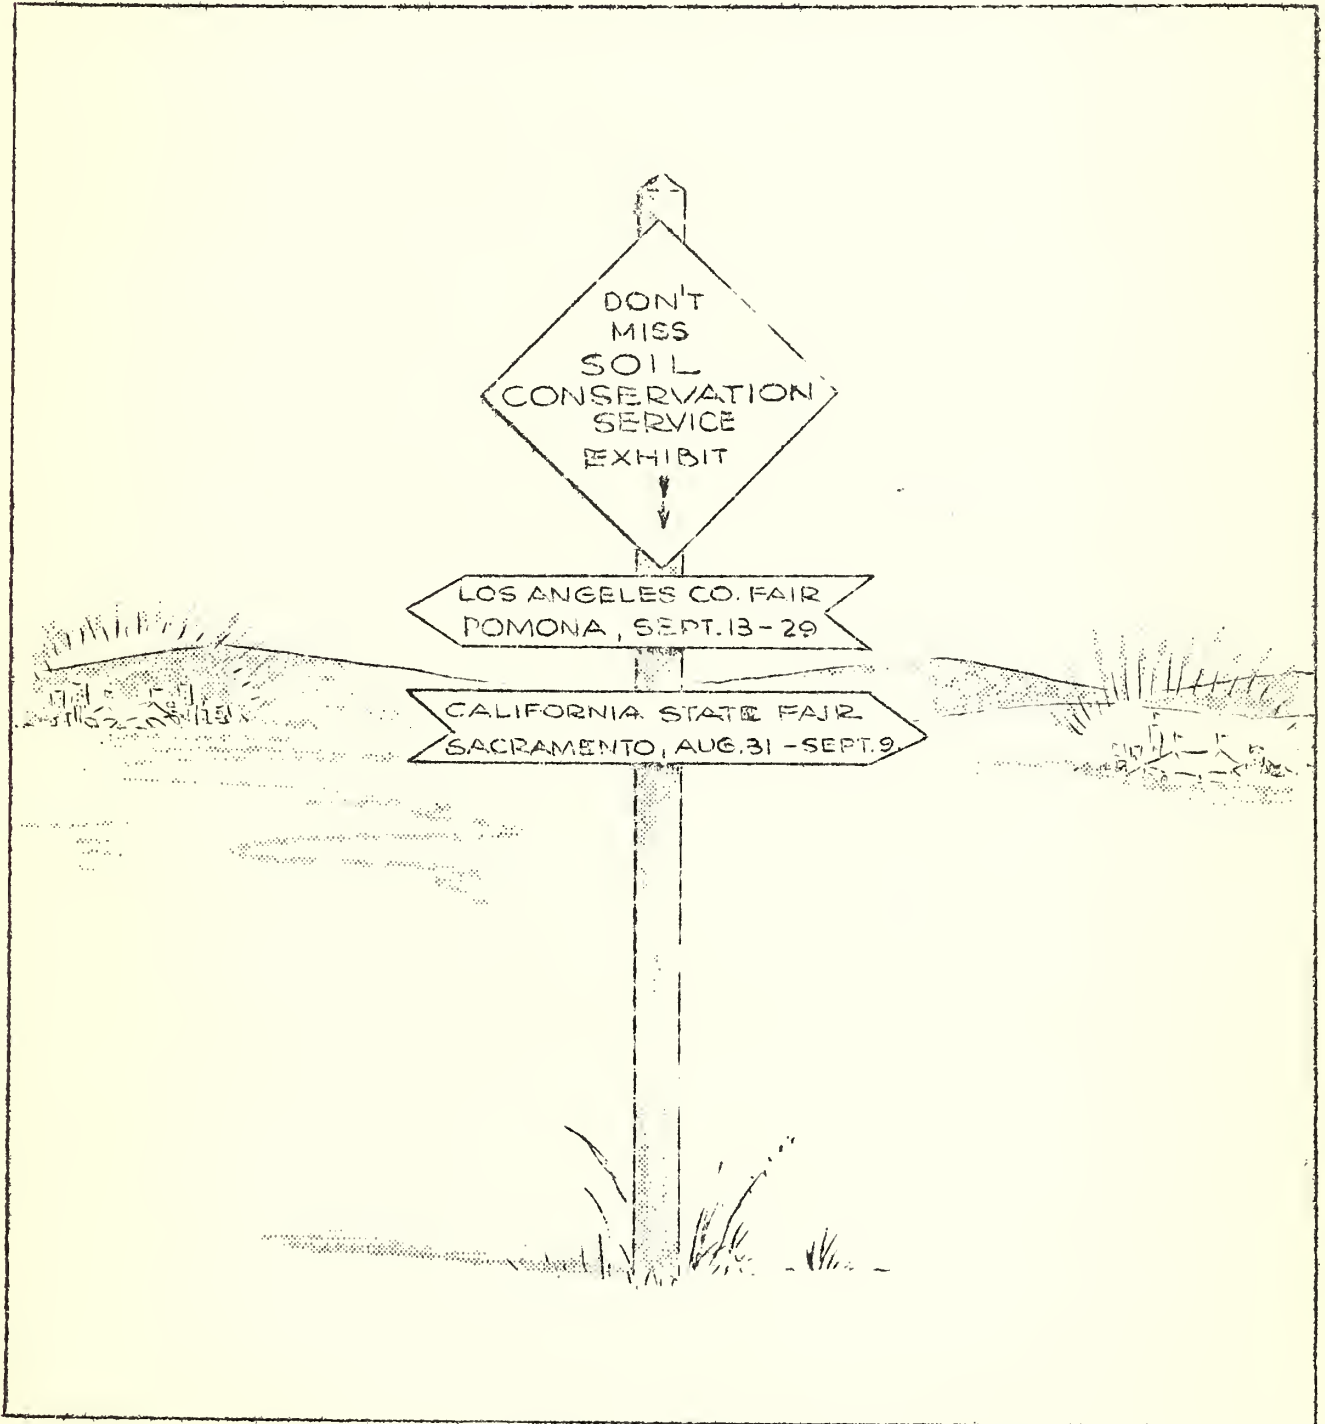 DON'T
MISS
SOIL
CONSERVATION
SERVICE
EXHIBIT
LOS ANGELES CO. FAIR
POMONA, SEPT. 13-29
CALIFORNIA STATE FAIR
SACRAMENTO, AUG. 31 - SEPT. 9.